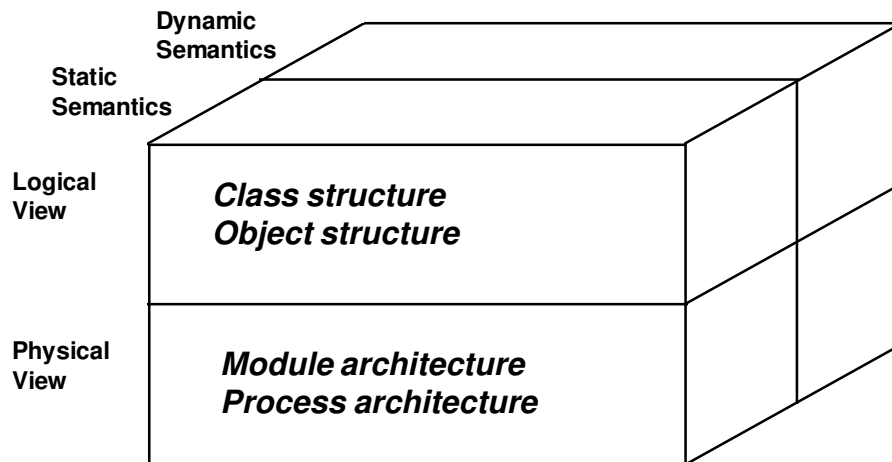 Dynamic
Semantics
Static
Semantics
Logical
View
Class structure
Object structure
Physical
View
Module architecture
Process architecture